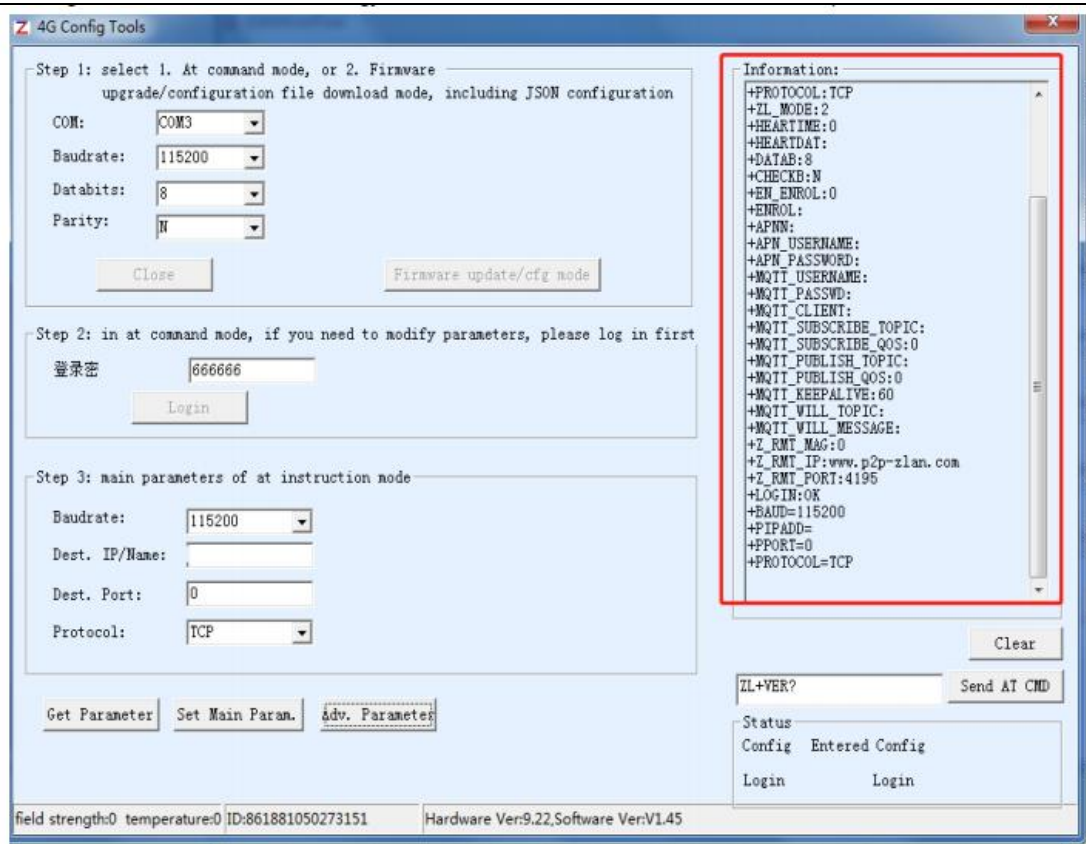 4G Config Tools
Step 1: select 1. At command mode, or 2. Firmware
upgrade/configuration file download mode, including JSON configuration
COM: COM3
Baudrate: 115200
Databits: 8
Parity: N
Close Firmware update/cfg mode
Step 2: in at command mode, if you need to modify parameters, please log in first
登录密 666666
Login
Step 3: main parameters of at instruction mode
Baudrate: 115200
Dest. IP/Name:
Dest. Port: 0
Protocol: TCP
Get Parameter Set Main Param. Adv. Parameter
Information:
+PROTOCOL:TCP
+ZL_MODE:2
+HEARTIME:0
+HEARTDAT:
+DATAB:8
+CHECKB:N
+EN_ENROL:0
+ENROL:
+APNN:
+APN_USERNAME:
+APN_PASSWORD:
+MQTT_USERNAME:
+MQTT_PASSWD:
+MQTT_CLIENT:
+MQTT_SUBSCRIBE_TOPIC:
+MQTT_SUBSCRIBE_QOS:0
+MQTT_PUBLISH_TOPIC:
+MQTT_PUBLISH_QOS:0
+MQTT_KEEPALIVE:60
+MQTT_WILL_TOPIC:
+MQTT_WILL_MESSAGE:
+Z_RMT_MAG:0
+Z_RMT_IP:www.p2p-zlan.com
+Z_RMT_PORT:4195
+LOGIN:OK
+BAUD=115200
+PIPADD=
+PPORT=0
+PROTOCOL=TCP
Clear
ZL+VER? Send AT CMD
Status
Config Entered Config
Login Login
field strength:0 temperature:0 ID:861881050273151 Hardware Ver:9.22,Software Ver:V1.45